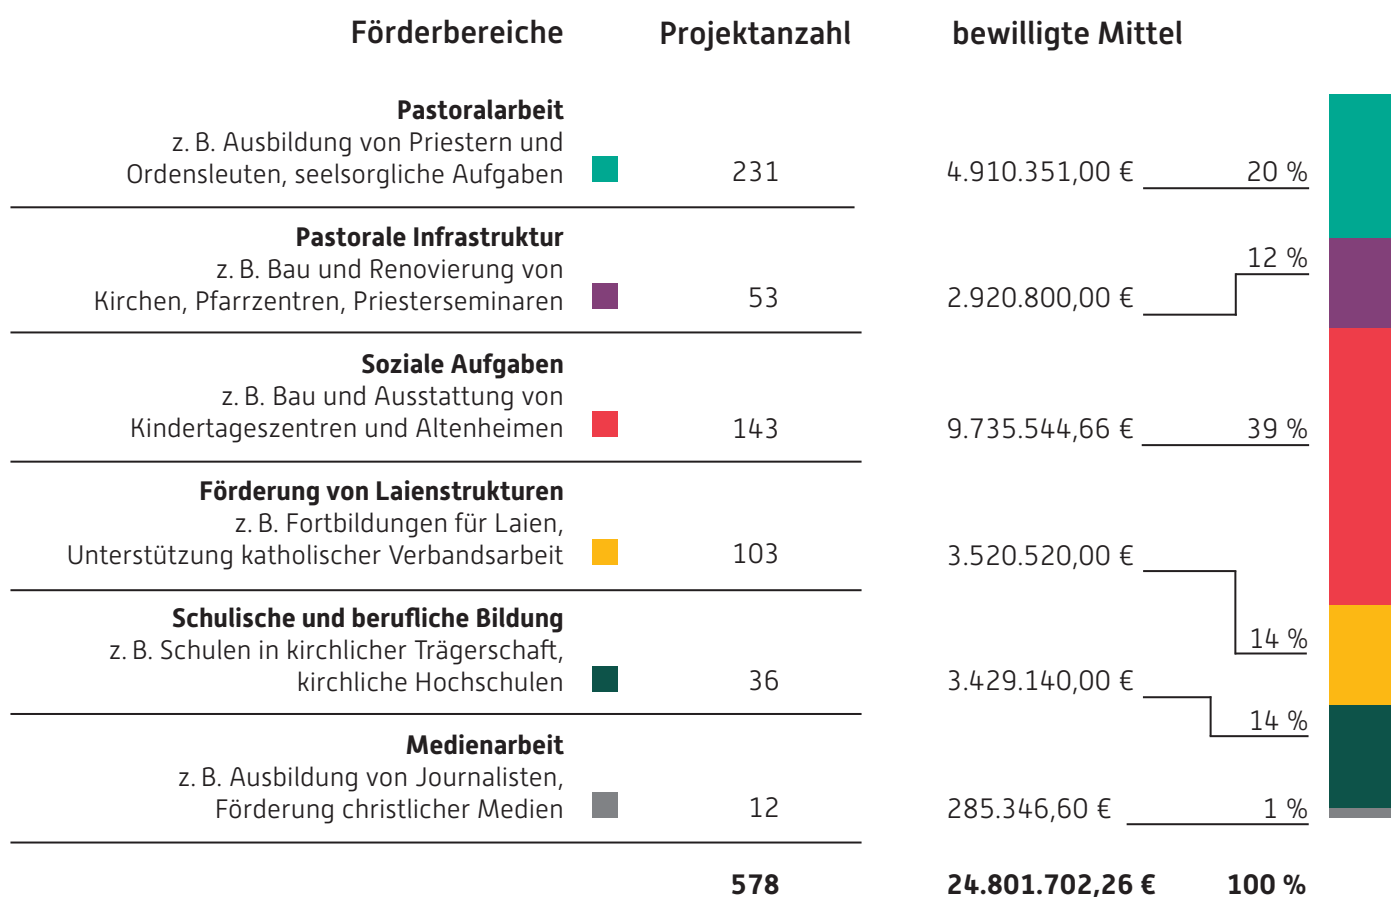 Förderbereiche Projektanzahl bewilligte Mittel
Pastoralarbeit
z. B. Ausbildung von Priestern und
Ordensleuten, seelsorgliche Aufgaben 231 4.910.351,00 € 20 %
Pastorale Infrastruktur
z. B. Bau und Renovierung von 12 %
Kirchen, Pfarrzentren, Priesterseminaren 53 2.920.800,00 €
Soziale Aufgaben
z. B. Bau und Ausstattung von
Kindertageszentren und Altenheimen 143 9.735.544,66 € 39 %
Förderung von Laienstrukturen
z. B. Fortbildungen für Laien,
Unterstützung katholischer Verbandsarbeit 103 3.520.520,00 €
14 %
Schulische und berufliche Bildung
z. B. Schulen in kirchlicher Trägerschaft,
kirchliche Hochschulen 36 3.429.140,00 €
14 %
Medienarbeit
z. B. Ausbildung von Journalisten,
Förderung christlicher Medien 12 285.346,60 € 1 %
578 24.801.702,26 € 100 %